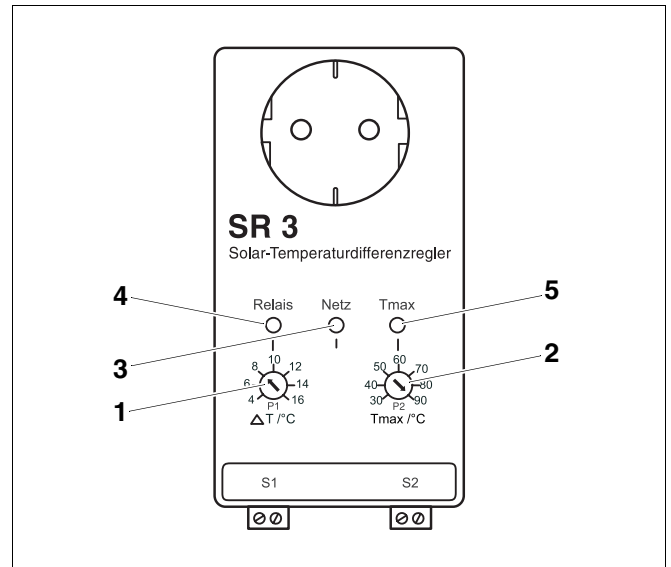 SR 3
Solar-Temperaturdifferenzregler
4
5
Relais Netz Tmax
3
2
1
10
8 12
6 14
4 16
P1
△T /°C
60
50 70
40 80
30 90
P2
Tmax /°C
S1 S2